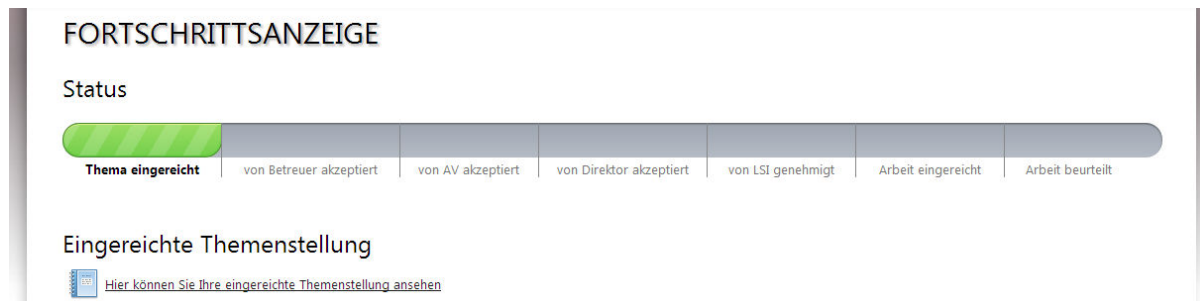 FORTSCHRITTSANZEIGE
Status
Thema eingereicht von Betreuer akzeptiert von AV akzeptiert von Direktor akzeptiert von LSI genehmigt Arbeit eingereicht Arbeit beurteilt
Eingereichte Themenstellung
Hier können Sie Ihre eingereichte Themenstellung ansehen